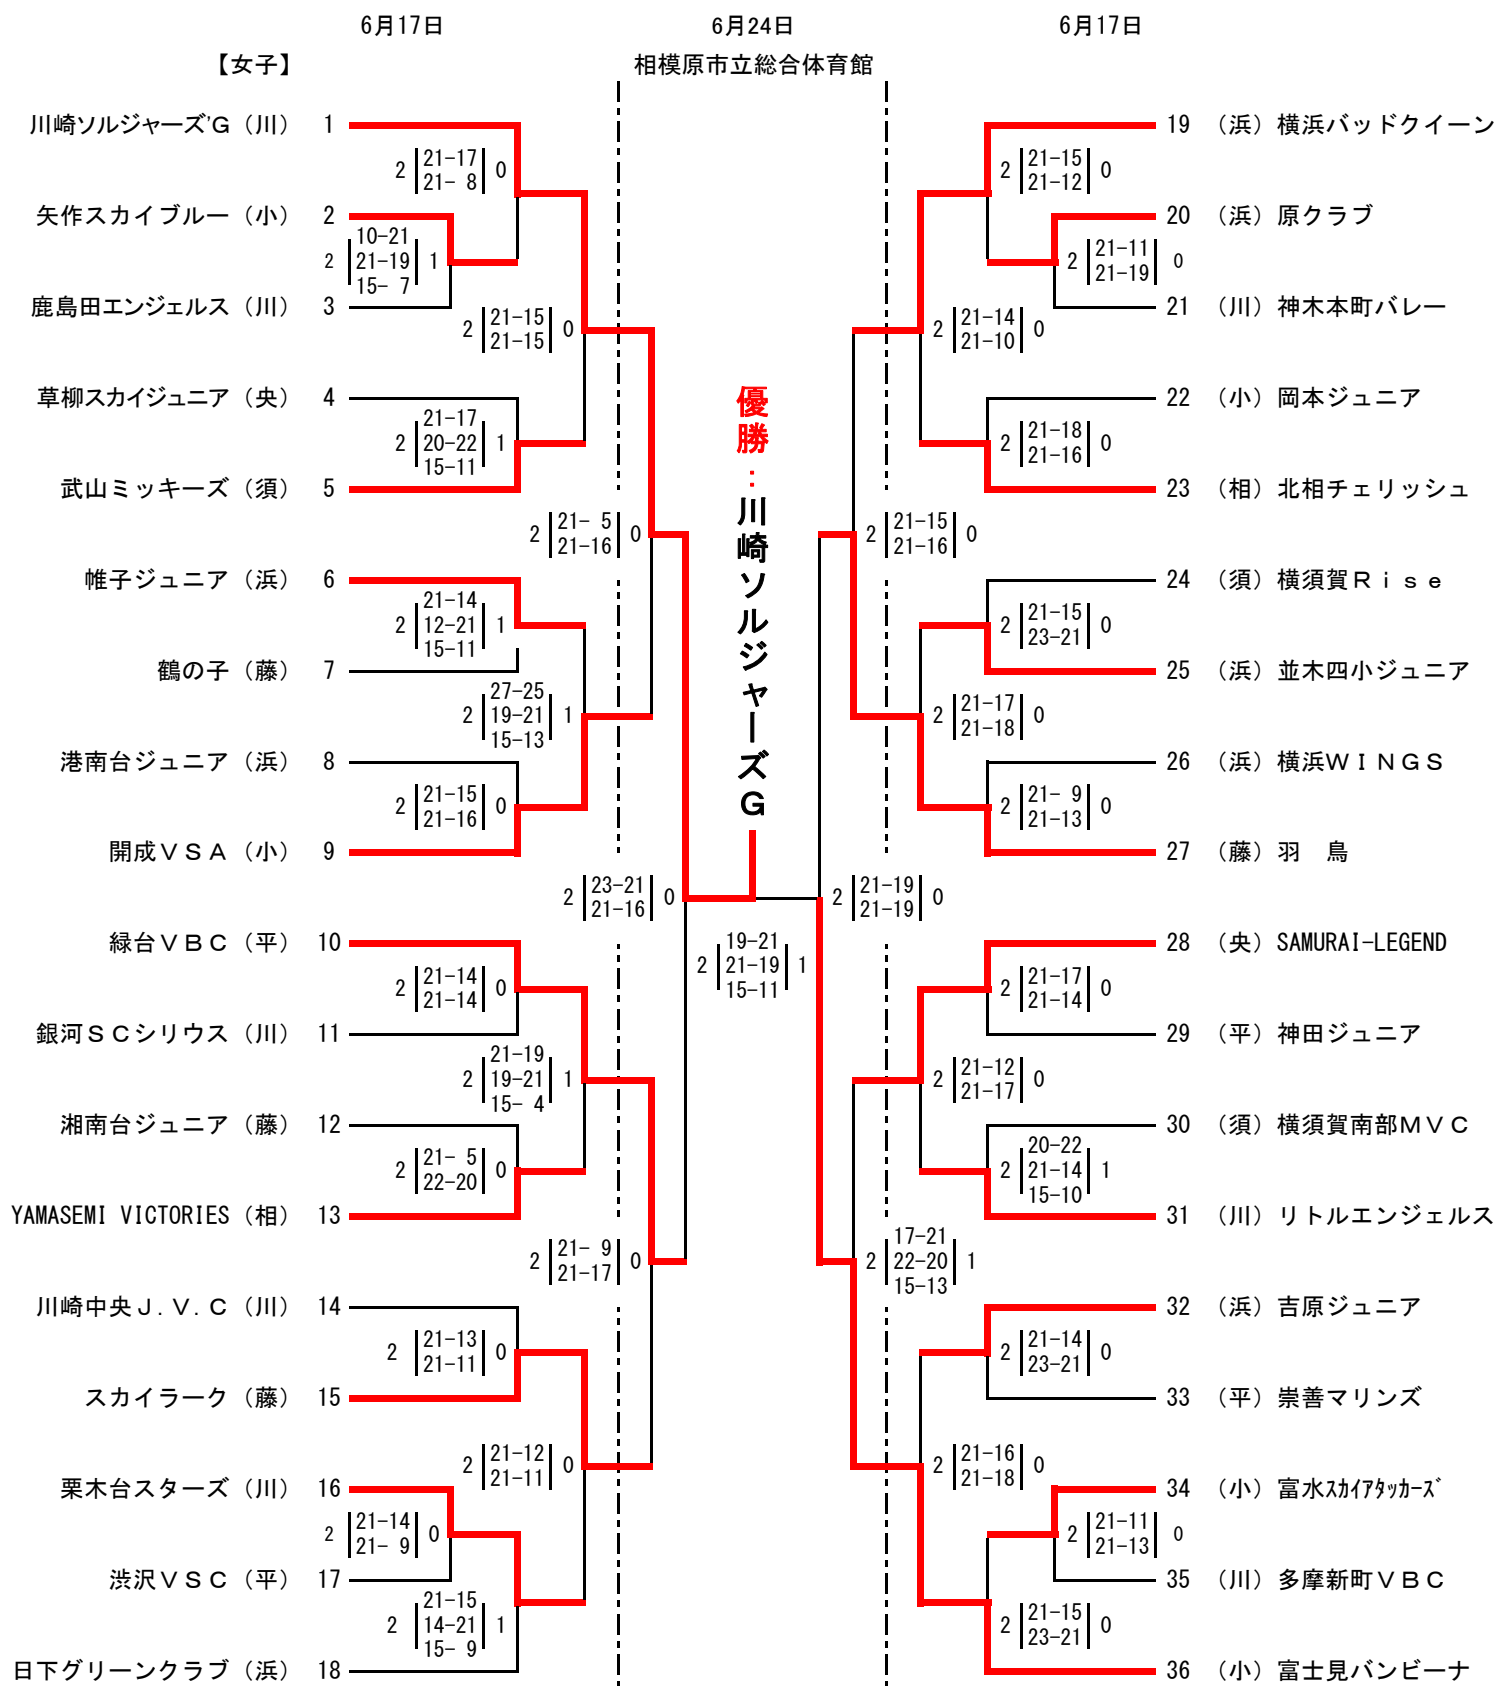 6月17日
6月24日
6月17日
【女子】
相模原市立総合体育館
川崎ソルジャーズ'G（川） 1
2 21-17 0
21- 8
矢作スカイブルー（小） 2
10-21
2 21-19 1
15- 7
鹿島田エンジェルス（川） 3
2 21-15 0
21-15
草柳スカイジュニア（央） 4
21-17
2 20-22 1
15-11
武山ミッキーズ（須） 5
2 21- 5 0
21-16
帷子ジュニア（浜） 6
21-14
2 12-21 1
15-11
鶴の子（藤） 7
27-25
2 19-21 1
15-13
港南台ジュニア（浜） 8
2 21-15 0
21-16
開成ＶＳＡ（小） 9
2 23-21 0
21-16
緑台ＶＢＣ（平） 10
2 21-14 0
21-14
銀河ＳＣシリウス（川） 11
21-19
2 19-21 1
15- 4
湘南台ジュニア（藤） 12
2 21- 5 0
22-20
YAMASEMI VICTORIES（相） 13
2 21- 9 0
21-17
川崎中央Ｊ.Ｖ.Ｃ（川） 14
2 21-13 0
21-11
スカイラーク（藤） 15
2 21-12 0
21-11
栗木台スターズ（川） 16
2 21-14 0
21- 9
渋沢ＶＳＣ（平） 17
21-15
2 14-21 1
15- 9
日下グリーンクラブ（浜） 18
優勝：川崎ソルジャーズＧ
19-21
2 21-19 1
15-11
19 （浜）横浜バッドクイーン
2 21-15 0
21-12
20 （浜）原クラブ
2 21-11 0
21-19
21 （川）神木本町バレー
2 21-14 0
21-10
22 （小）岡本ジュニア
2 21-18 0
21-16
23 （相）北相チェリッシュ
2 21-15 0
21-16
24 （須）横須賀Ｒｉｓｅ
2 21-15 0
23-21
25 （浜）並木四小ジュニア
2 21-17 0
21-18
26 （浜）横浜ＷＩＮＧＳ
2 21- 9 0
21-13
27 （藤）羽　鳥
2 21-19 0
21-19
28 （央）SAMURAI-LEGEND
2 21-17 0
21-14
29 （平）神田ジュニア
2 21-12 0
21-17
30 （須）横須賀南部ＭＶＣ
20-22
2 21-14 1
15-10
31 （川）リトルエンジェルス
17-21
2 22-20 1
15-13
32 （浜）吉原ジュニア
2 21-14 0
23-21
33 （平）崇善マリンズ
2 21-16 0
21-18
34 （小）富水ｽｶｲｱﾀｯｶｰｽﾞ
2 21-11 0
21-13
35 （川）多摩新町ＶＢＣ
2 21-15 0
23-21
36 （小）富士見バンビーナ